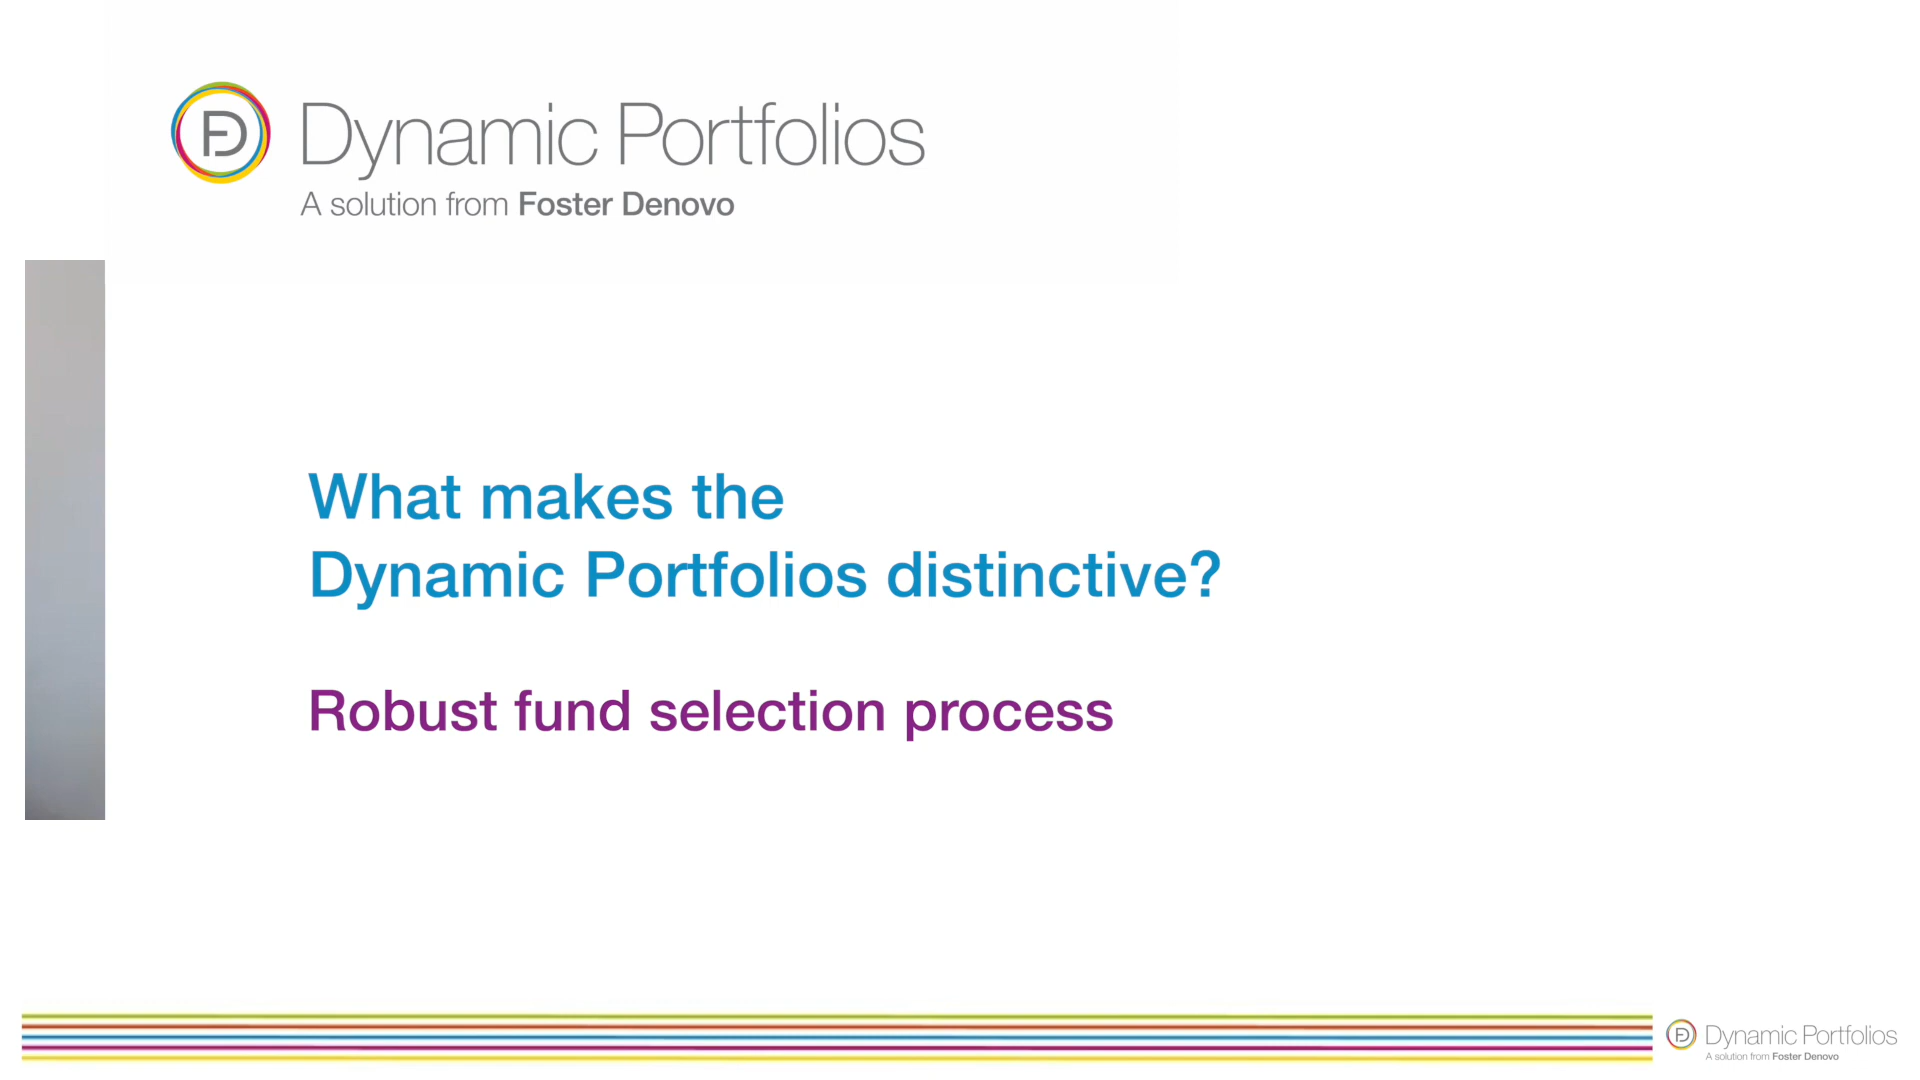 Dynamic Portfolios
A solution from Foster Denovo
What makes the
Dynamic Portfolios distinctive?
Robust fund selection process
Dynamic Portfolios
A solution from Foster Denovo